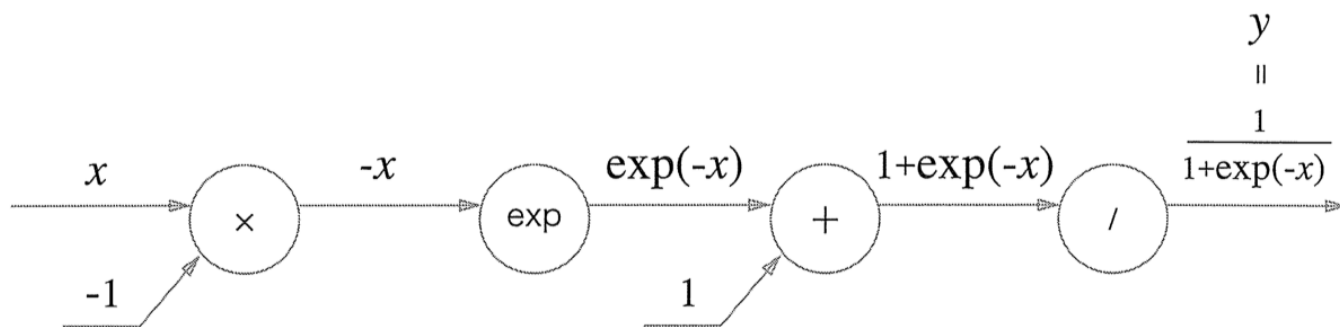 y
=
1
1+exp(-x)
x
-x
exp(-x)
1+exp(-x)
×
exp
+
/
-1
1